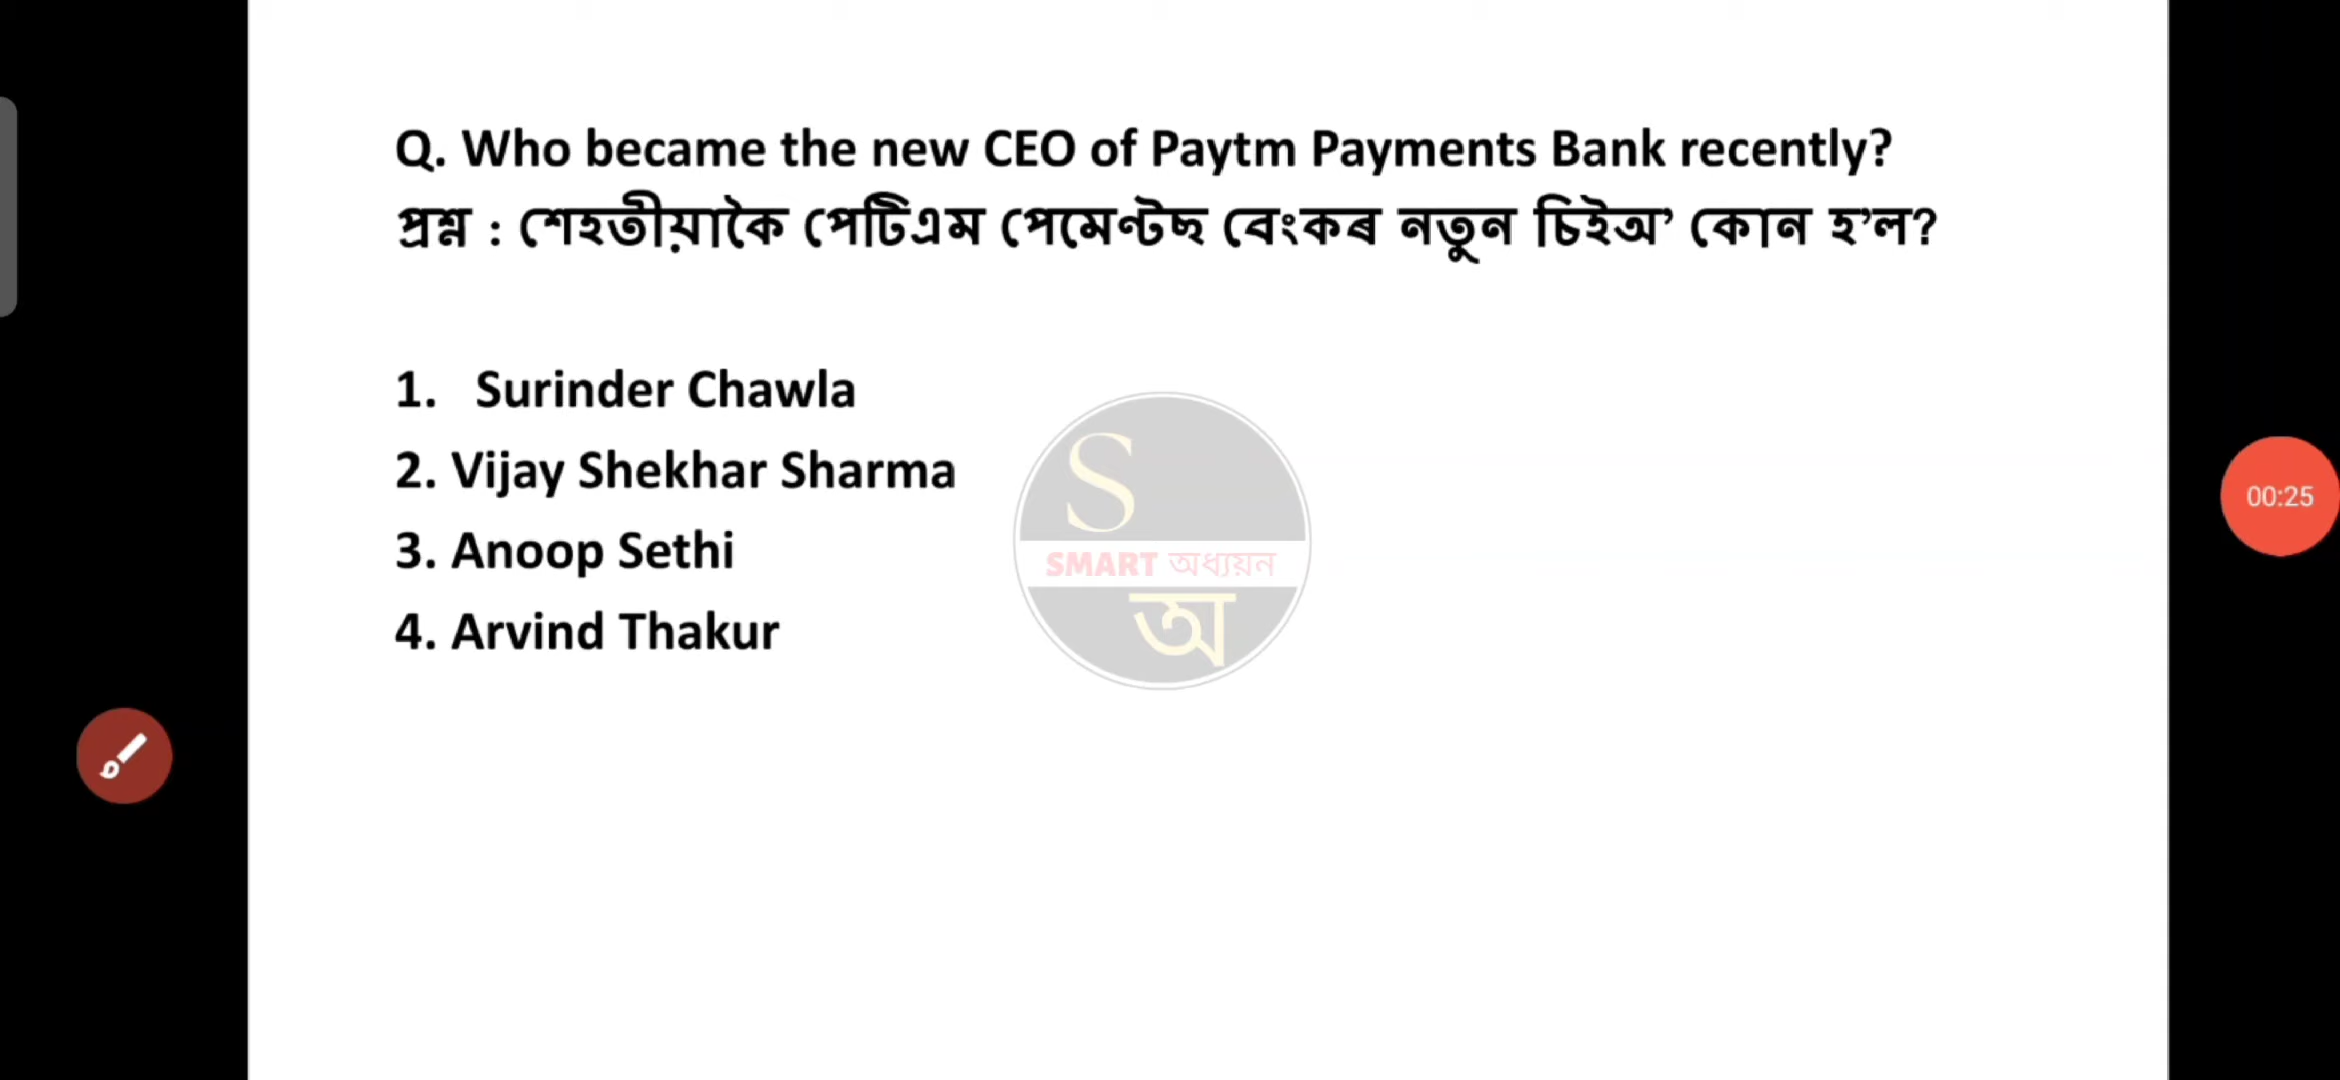 Q. Who became the new CEO of Paytm Payments Bank recently?
প্ৰশ্ন : শেহতীয়াকৈ পেটিএম পেমেণ্টছ বেংকৰ নতুন চিইঅ’ কোন হ’ল?
1. Surinder Chawla
2. Vijay Shekhar Sharma
3. Anoop Sethi
4. Arvind Thakur
S
SMART অধ্যয়ন
অ
00:25